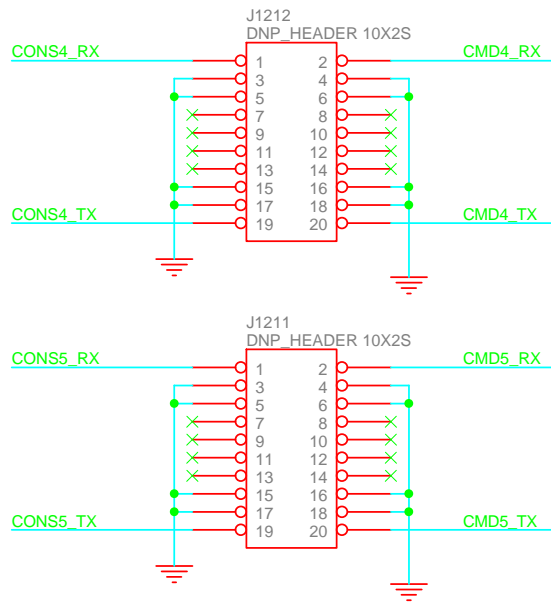 J1212
DNP_HEADER 10X2S
CONS4_RX 1 2 CMD4_RX
3 4
5 6
7 8
9 10
11 12
13 14
15 16
17 18
CONS4_TX 19 20 CMD4_TX
J1211
DNP_HEADER 10X2S
CONS5_RX 1 2 CMD5_RX
3 4
5 6
7 8
9 10
11 12
13 14
15 16
17 18
CONS5_TX 19 20 CMD5_TX